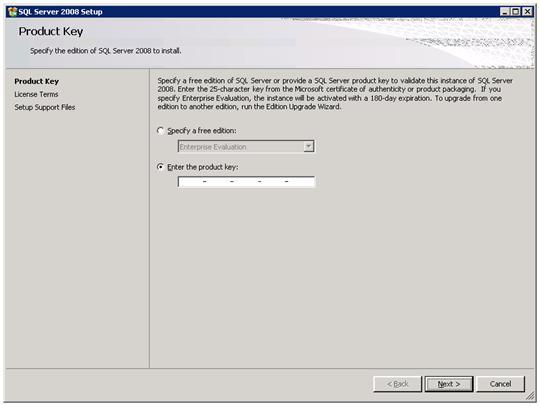 SQL Server 2008 Setup
Product Key
Specify the edition of SQL Server 2008 to install.
Product Key
License Terms
Setup Support Files
Specify a free edition of SQL Server or provide a SQL Server product key to validate this instance of SQL Server
2008. Enter the 25-character key from the Microsoft certificate of authenticity or product packaging. If you
specify Enterprise Evaluation, the instance will be activated with a 180-day expiration. To upgrade from one
edition to another edition, run the Edition Upgrade Wizard.
Specify a free edition:
Enterprise Evaluation
Enter the product key:
- - - -
< Back
Next >
Cancel